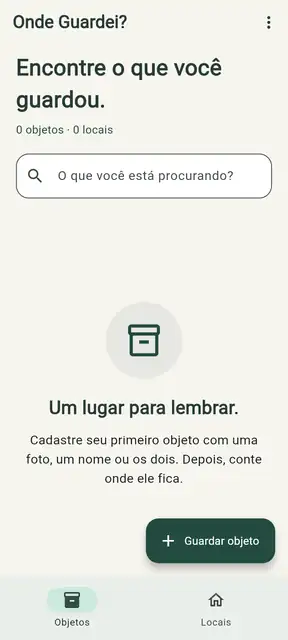 Onde Guardei?
Encontre o que você
guardou.
0 objetos · 0 locais
O que você está procurando?
Um lugar para lembrar.
Cadastre seu primeiro objeto com uma
foto, um nome ou os dois. Depois, conte
onde ele fica.
Guardar objeto
Objetos
Locais